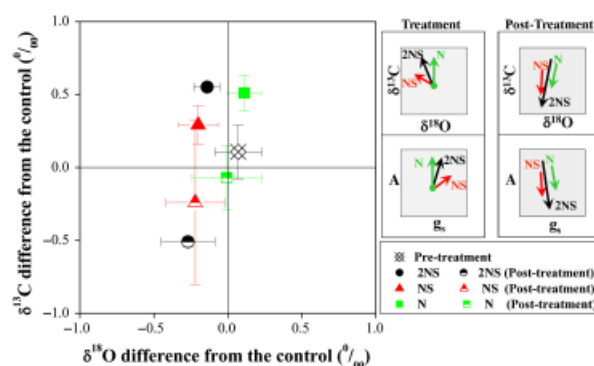 Treatment
Post-Treatment
2NS
N
NS
δ¹³C
δ¹⁸O
NS
N
2NS
δ¹³C
δ¹⁸O
N
2NS
NS
A
gs
NS
N
2NS
A
gs
1.0
0.5
0.0
−0.5
−1.0
−1.0
−0.5
0.0
0.5
1.0
δ¹³C difference from the control (⁰/₀₀)
δ¹⁸O difference from the control (⁰/₀₀)
Pre-treatment
2NS
2NS (Post-treatment)
NS
NS (Post-treatment)
N
N (Post-treatment)